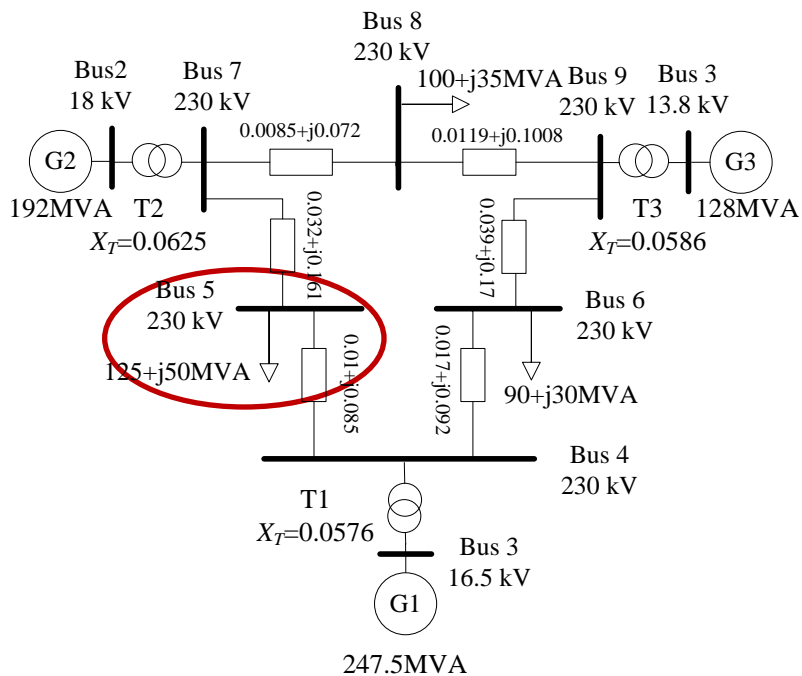 Bus 8
230 kV
100+j35MVA
Bus2
18 kV
Bus 7
230 kV
Bus 9
230 kV
Bus 3
13.8 kV
0.0085+j0.072
0.0119+j0.1008
G2
G3
192MVA
T2
T3
128MVA
X_T=0.0625
X_T=0.0586
0.032+j0.161
0.039+j0.17
Bus 5
230 kV
Bus 6
230 kV
125+j50MVA
0.01+j0.085
0.017+j0.092
90+j30MVA
Bus 4
230 kV
T1
X_T=0.0576
Bus 3
16.5 kV
G1
247.5MVA